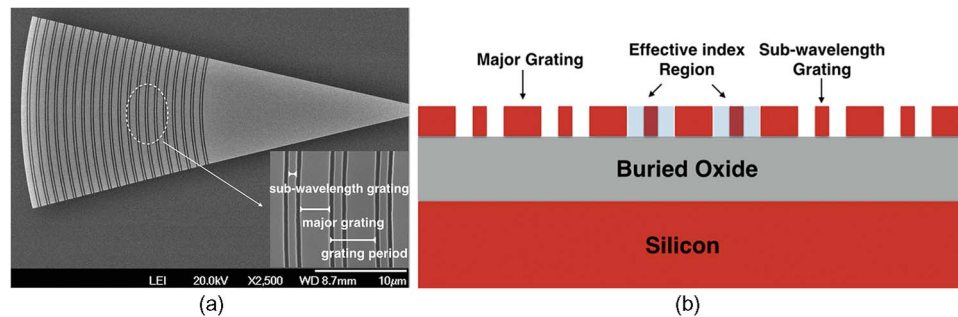 sub-wavelength grating
major grating
grating period
LEI 20.0kV X2,500 WD 8.7mm 10μm
(a)
Major Grating
Effective index
Region
Sub-wavelength
Grating
Buried Oxide
Silicon
(b)